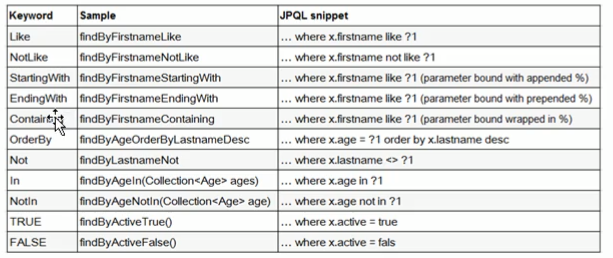 Keyword Sample JPQL snippet
Like findByFirstnameLike … where x.firstname like ?1
NotLike findByFirstnameNotLike … where x.firstname not like ?1
StartingWith findByFirstnameStartingWith … where x.firstname like ?1 (parameter bound with appended %)
EndingWith findByFirstnameEndingWith … where x.firstname like ?1 (parameter bound with prepended %)
findByFirstnameContaining … where x.firstname like ?1 (parameter bound wrapped in %)
OrderBy findByAgeOrderByLastnameDesc … where x.age = ?1 order by x.lastname desc
Not findByLastnameNot … where x.lastname <> ?1
In findByAgeIn(Collection<Age> ages) … where x.age in ?1
NotIn findByAgeNotIn(Collection<Age> age) … where x.age not in ?1
TRUE findByActiveTrue() … where x.active = true
FALSE findByActiveFalse() … where x.active = fals